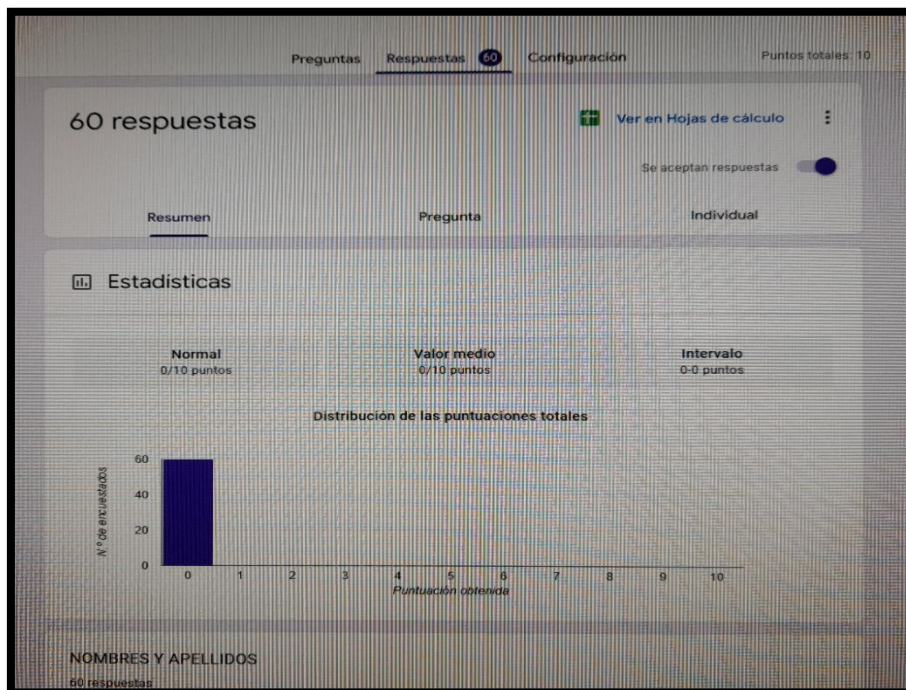 Preguntas Respuestas 60 Configuración Puntos totales: 10
60 respuestas Ver en Hojas de cálculo
Se aceptan respuestas
Resumen Pregunta Individual
Estadísticas
Normal Valor medio Intervalo
0/10 puntos 0/10 puntos 0-0 puntos
Distribución de las puntuaciones totales
N º de encuestados
60
40
20
0
0 1 2 3 4 5 6 7 8 9 10
Puntuación obtenida
NOMBRES Y APELLIDOS
60 respuestas